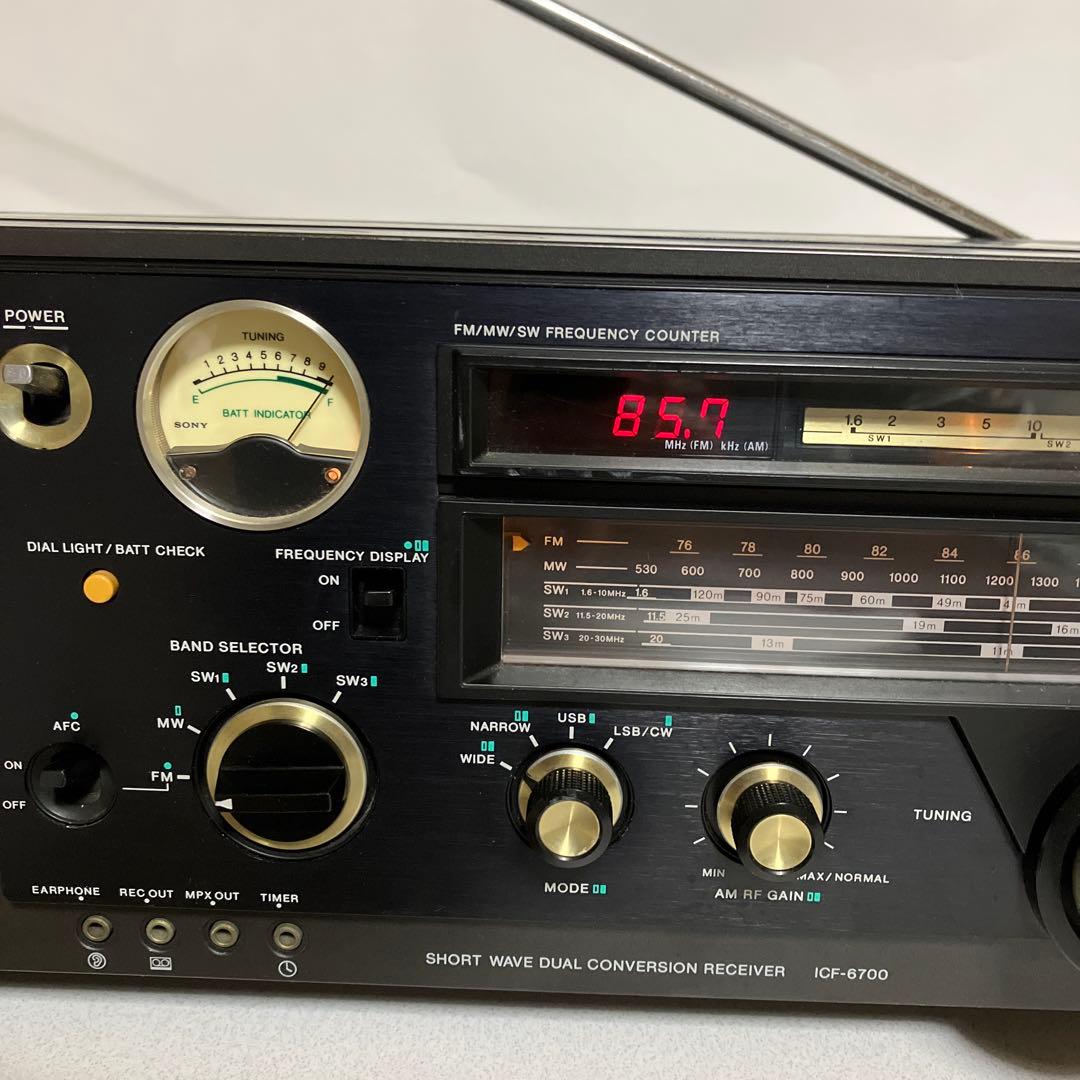 POWER
TUNING
1 2 3 4 5 6 7 8 9
E F
BATT INDICATOR
SONY
FM/MW/SW FREQUENCY COUNTER
85.7
MHz (FM) kHz (AM)
1.6 2 3 5 10
SW1 SW2
DIAL LIGHT/BATT CHECK
FREQUENCY DISPLAY
ON
OFF
FM 76 78 80 82 84 86
MW 530 600 700 800 900 1000 1100 1200 1300
SW1 1.6-10MHz 1.6 120m 90m 75m 60m 49m
SW2 11.5-20MHz 11.5 25m 19m 16m
SW3 20-30MHz 20 13m 11m
BAND SELECTOR
SW1 SW2 SW3
MW
FM
AFC
ON
OFF
WIDE NARROW USB LSB/CW
MODE
MIN MAX/NORMAL
AM RF GAIN
TUNING
EARPHONE REC OUT MPX OUT TIMER
SHORT WAVE DUAL CONVERSION RECEIVER ICF-6700